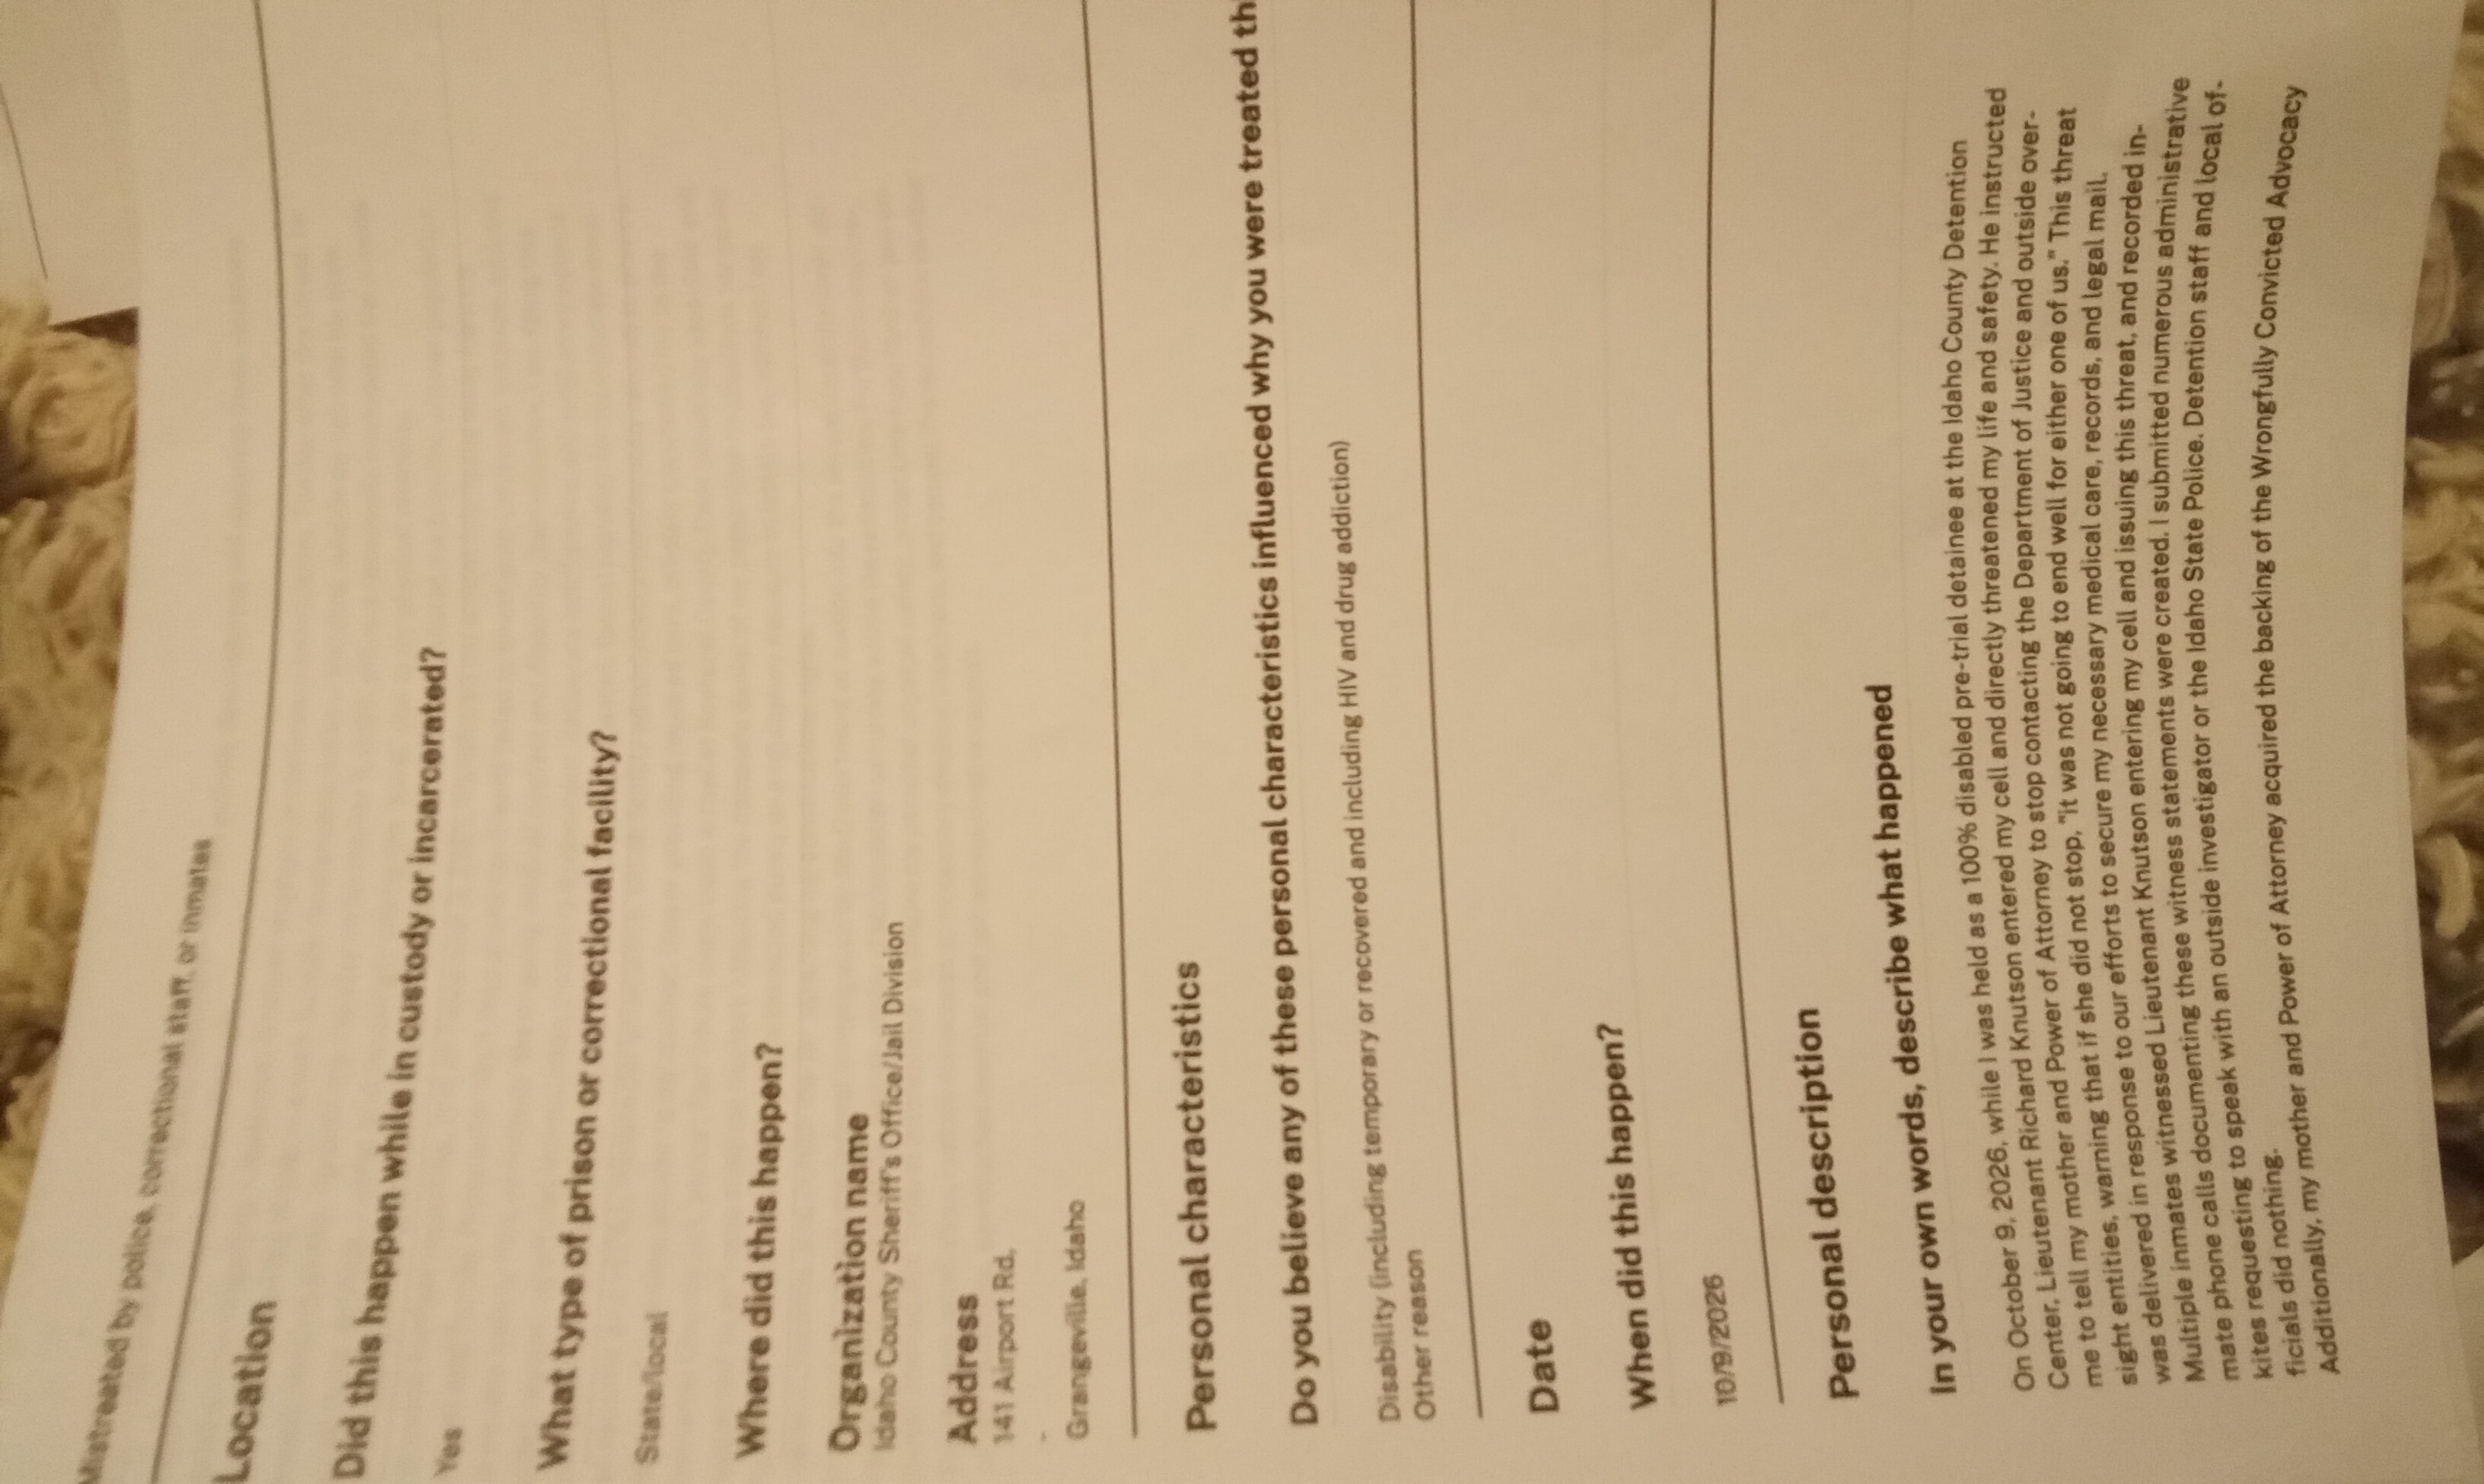 Mistreated by police, correctional staff, or inmates
Location
Did this happen while in custody or incarcerated?
Yes
What type of prison or correctional facility?
State/local
Where did this happen?
Organization name
Idaho County Sheriff's Office/Jail Division
Address
141 Airport Rd,
-
Grangeville, Idaho
Personal characteristics
Do you believe any of these personal characteristics influenced why you were treated th
Disability (including temporary or recovered and including HIV and drug addiction)
Other reason
Date
When did this happen?
10/9/2026
Personal description
In your own words, describe what happened
On October 9, 2026, while I was held as a 100% disabled pre-trial detainee at the Idaho County Detention
Center, Lieutenant Richard Knutson entered my cell and directly threatened my life and safety. He instructed
me to tell my mother and Power of Attorney to stop contacting the Department of Justice and outside over-
sight entities, warning that if she did not stop, "it was not going to end well for either one of us." This threat
was delivered in response to our efforts to secure my necessary medical care, records, and legal mail.
Multiple inmates witnessed Lieutenant Knutson entering my cell and issuing this threat, and recorded in-
mate phone calls documenting these witness statements were created. I submitted numerous administrative
kites requesting to speak with an outside investigator or the Idaho State Police. Detention staff and local of-
ficials did nothing.
Additionally, my mother and Power of Attorney acquired the backing of the Wrongfully Convicted Advocacy